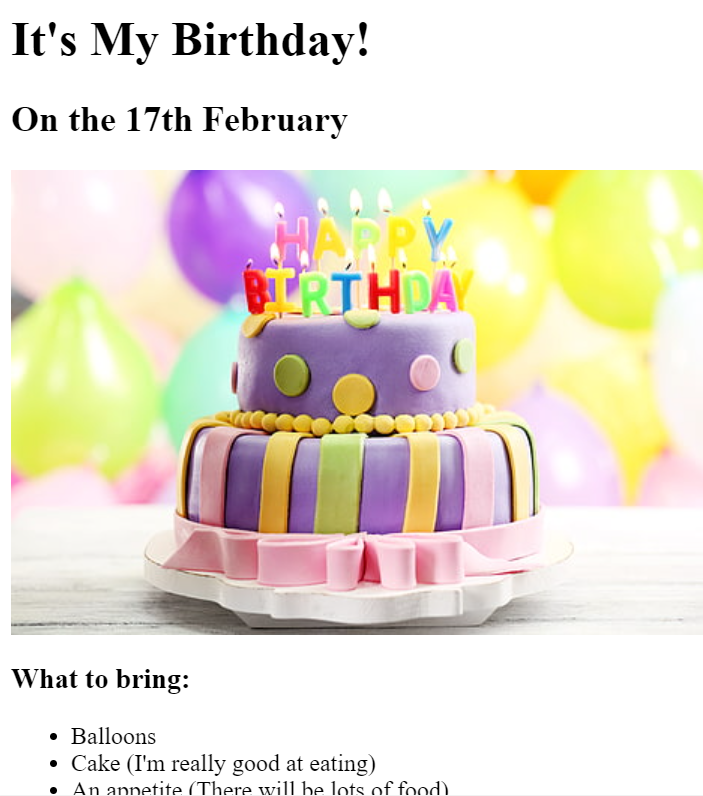 It's My Birthday!
On the 17th February
HAPPY
BIRTHDAY
What to bring:
Balloons
Cake (I'm really good at eating)
An appetite (There will be lots of food)